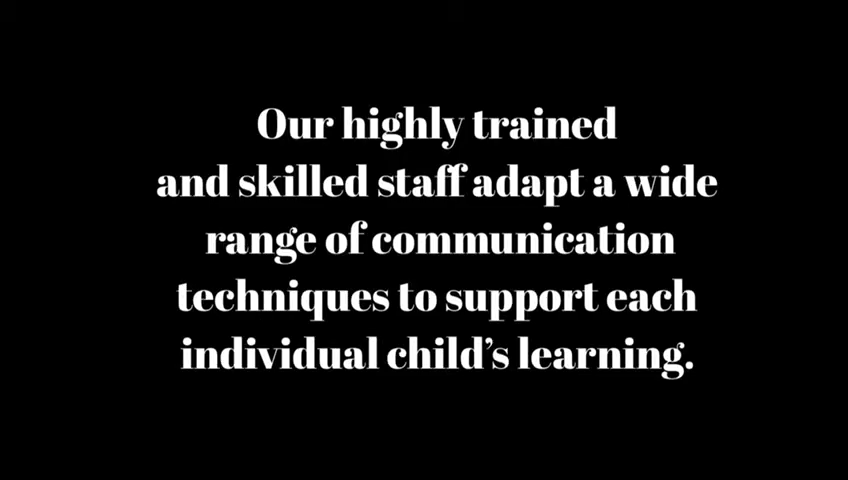 Our highly trained
and skilled staff adapt a wide
range of communication
techniques to support each
individual child’s learning.